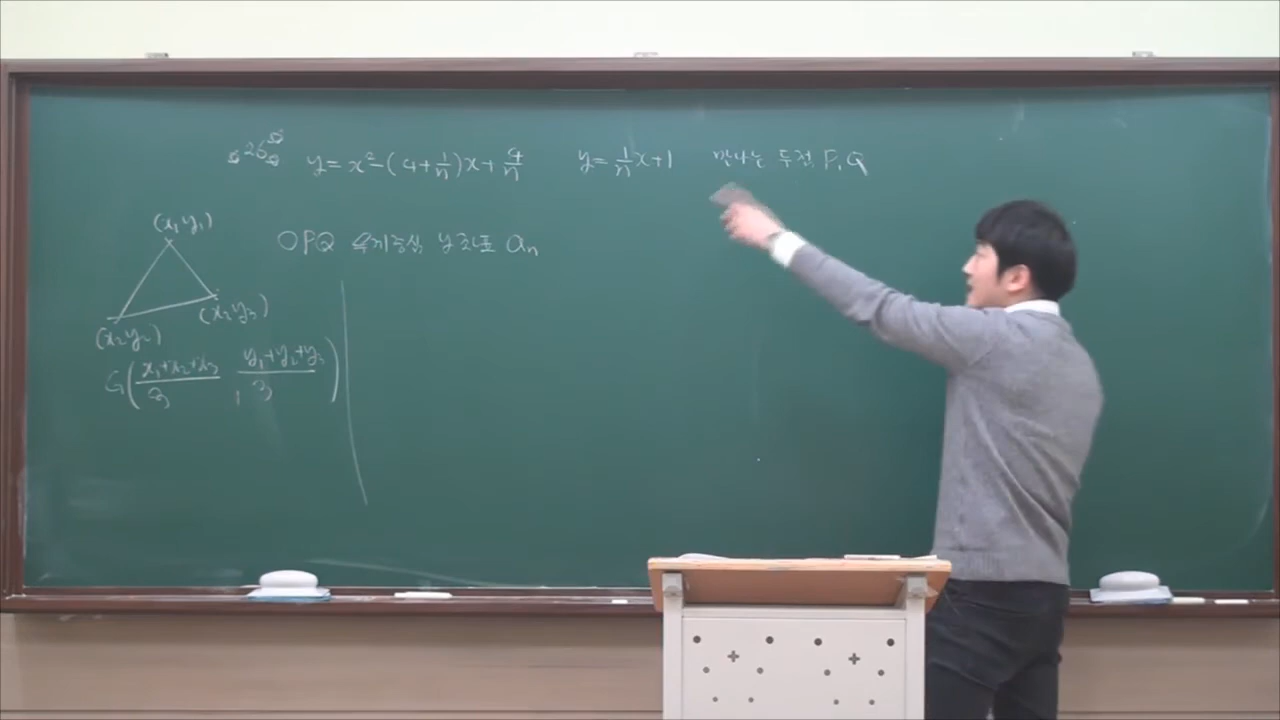 26
y=x²-(4+1/n)x+4/n y=1/n x+1 만나는 두점 P, Q
OPQ 무게중심 y좌표 aₙ
(x₁ y₁)
(x₂ y₃)
(x₂ y₂)
G(x₁+x₂+x₃/3, y₁+y₂+y₃/3)